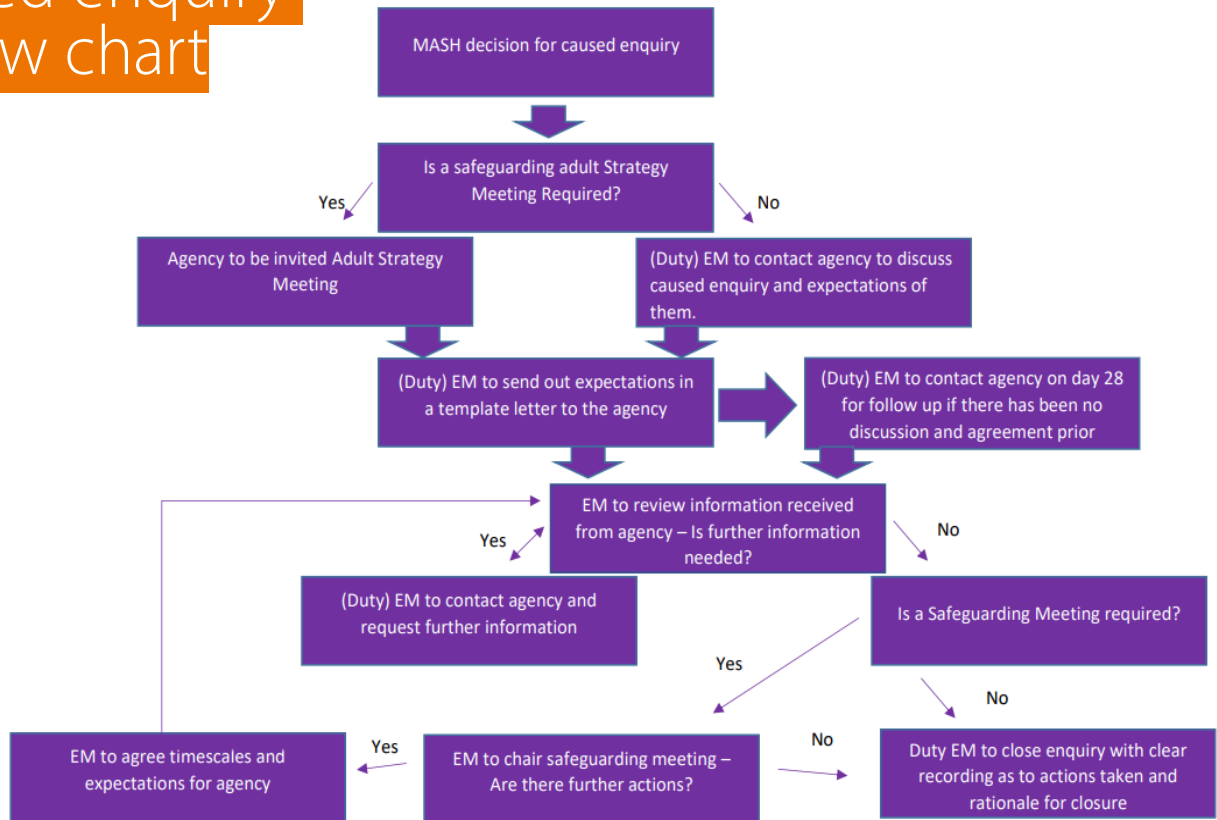 enquiry
chart
MASH decision for caused enquiry
Is a safeguarding adult Strategy
Meeting Required?
Yes
No
Agency to be invited Adult Strategy
Meeting
(Duty) EM to contact agency to discuss
caused enquiry and expectations of
them.
(Duty) EM to send out expectations in
a template letter to the agency
(Duty) EM to contact agency on day 28
for follow up if there has been no
discussion and agreement prior
EM to review information received
from agency – Is further information
needed?
Yes
No
(Duty) EM to contact agency and
request further information
Is a Safeguarding Meeting required?
Yes
No
EM to agree timescales and
expectations for agency
Yes
EM to chair safeguarding meeting –
Are there further actions?
No
Duty EM to close enquiry with clear
recording as to actions taken and
rationale for closure